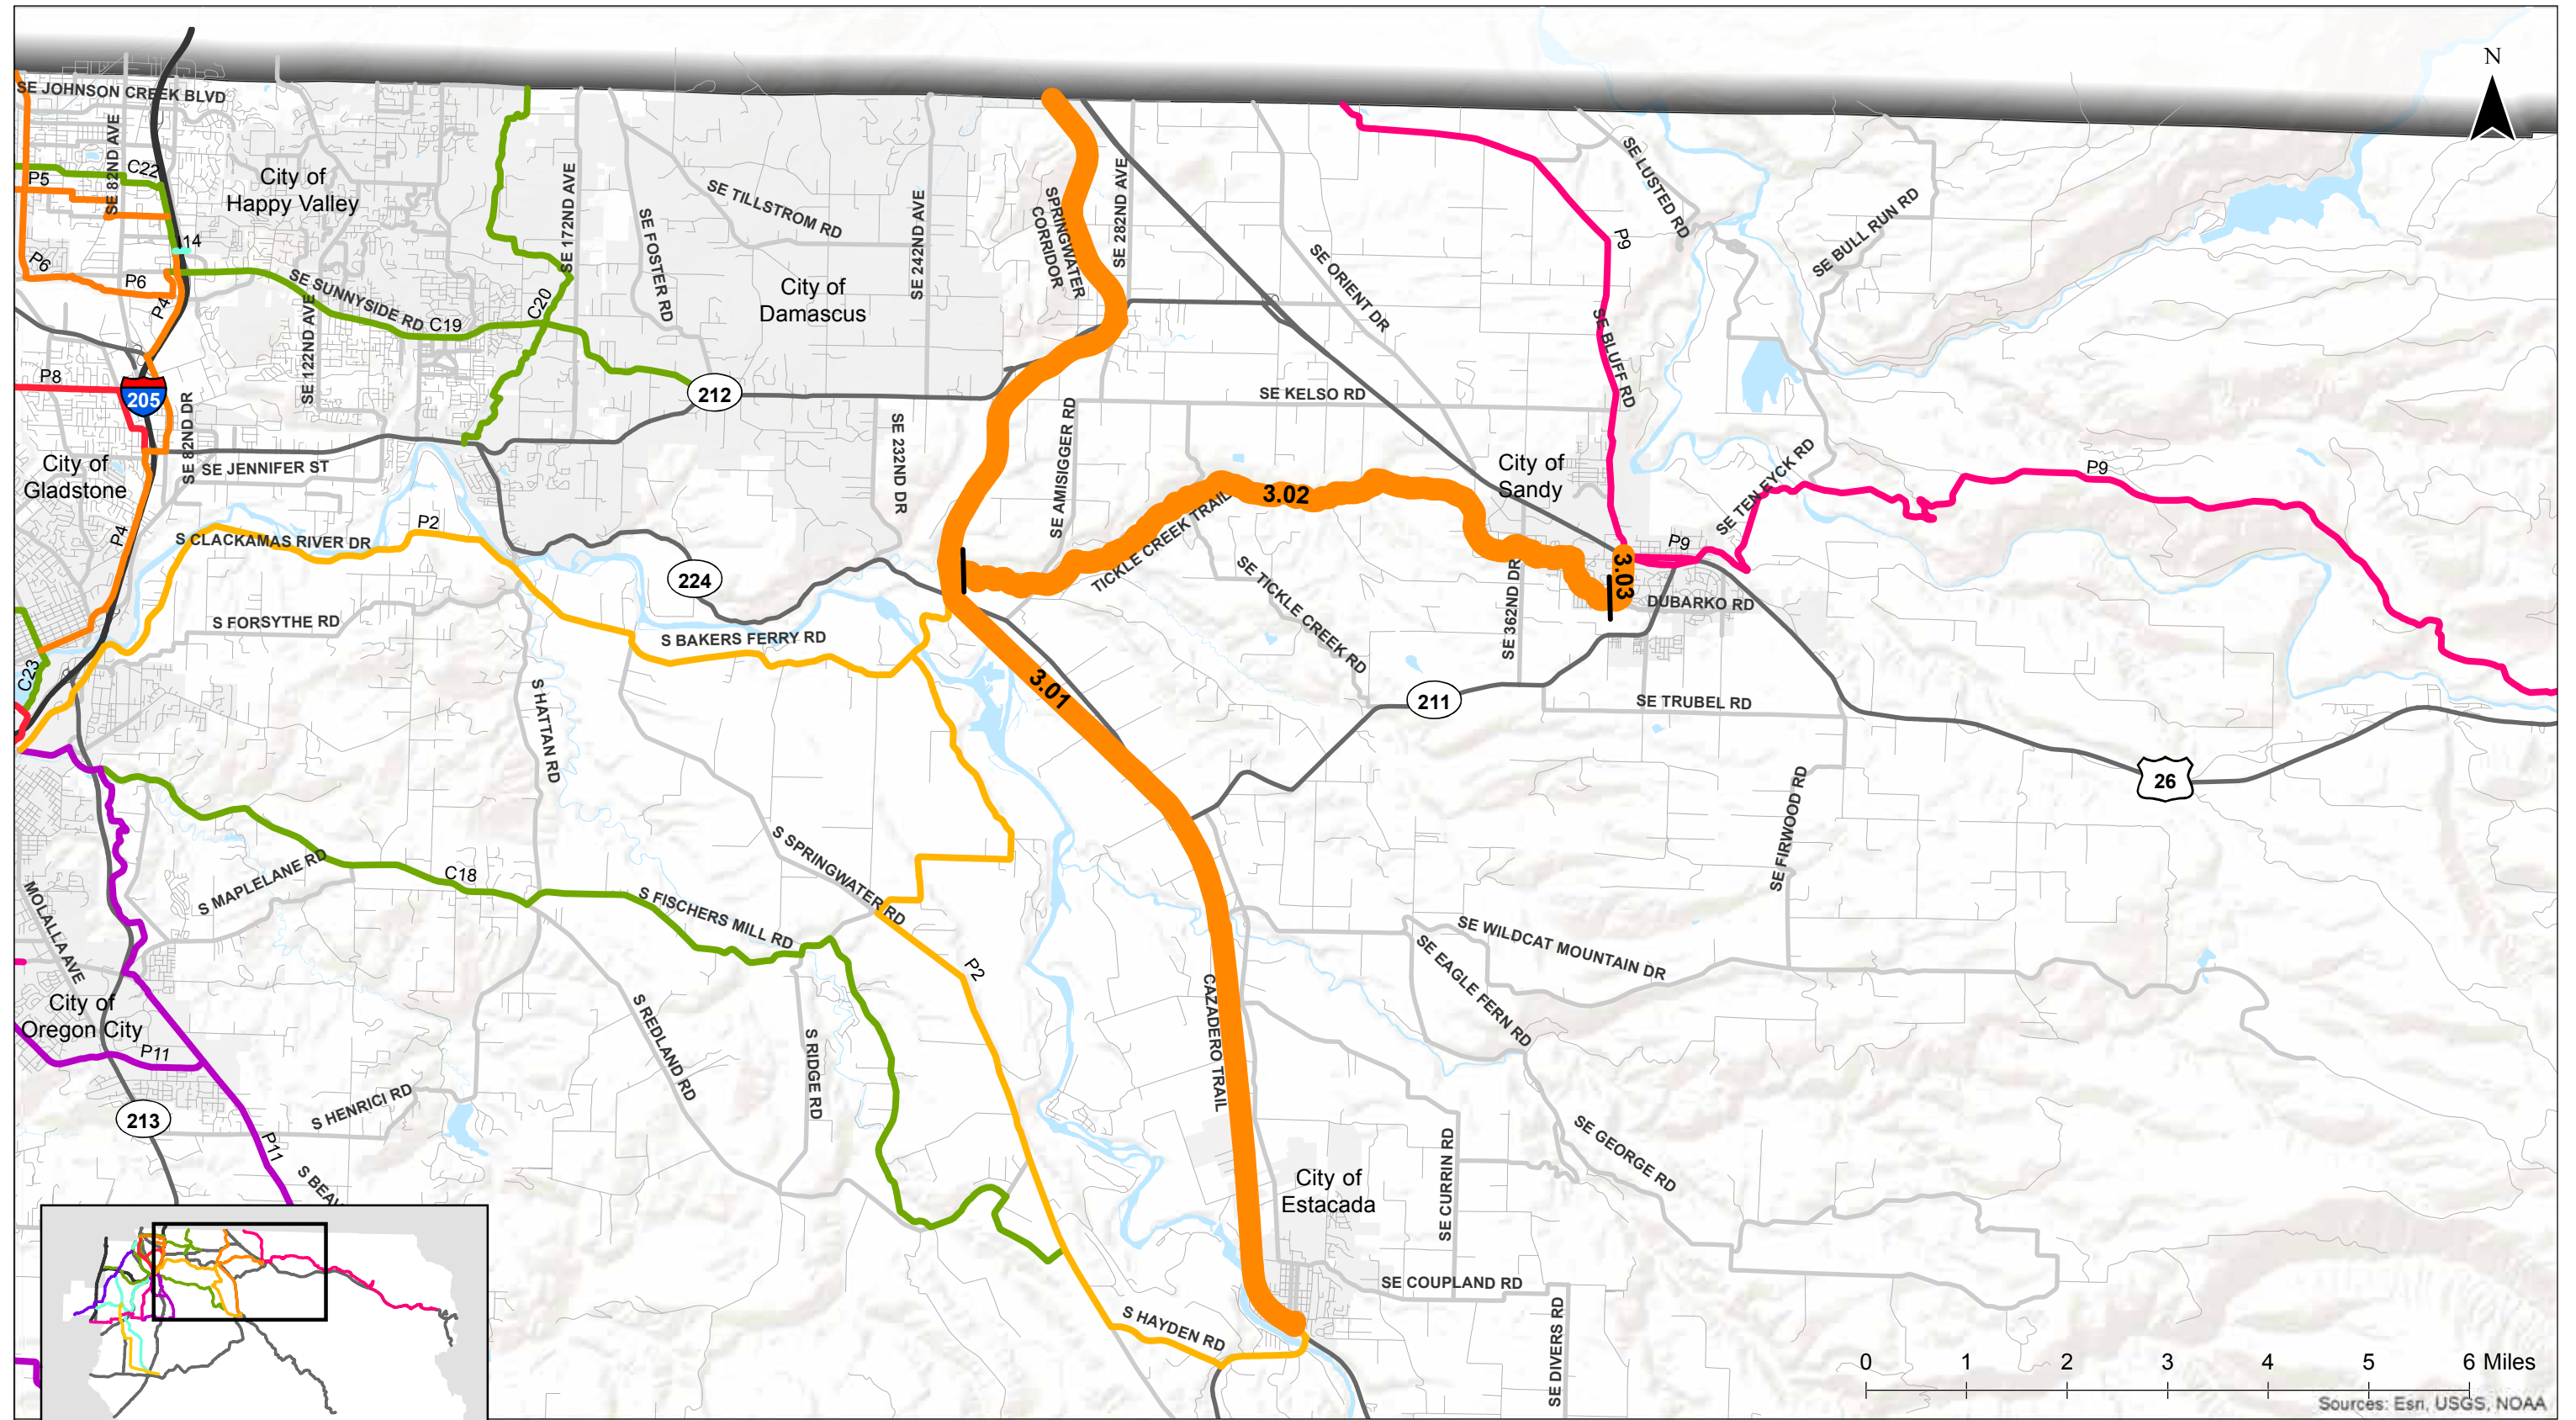 N
SE JOHNSON CREEK BLVD
SE 82ND AVE
C22
P5
City of
Happy Valley
SE 172ND AVE
SE FOSTER RD
SE TILLSTROM RD
SE 242ND AVE
SPRINGWATER
CORRIDOR
SE 282ND AVE
SE LUSTED RD
SE BULL RUN RD
P9
14
P6
P6
P4
SE SUNNYSIDE RD
C19
C20
SE 122ND AVE
City of
Damascus
SE ORIENT DR
SE BLUFF RD
P8
205
212
SE KELSO RD
SE 82ND DR
SE 232ND DR
SE AMISIGGER RD
City of
Gladstone
SE JENNIFER ST
City of
Sandy
SE TEN EYCK RD
P9
3.02
TICKLE CREEK TRAIL
P4
S CLACKAMAS RIVER DR
P2
P9
224
3.03
SE TICKLE CREEK RD
SE 362ND DR
DUBARKO RD
S FORSYTHE RD
S BAKERS FERRY RD
C23
3.01
211
SE TRUBEL RD
S HATTAN RD
26
SE FIRWOOD RD
S SPRINGWATER RD
S MAPLELANE RD
C18
S FISCHERS MILL RD
MOLALLA AVE
P2
SE WILDCAT MOUNTAIN DR
SE EAGLE FERN RD
CAZADERO TRAIL
City of
Oregon City
P11
S REDLAND RD
S RIDGE RD
S HENRICI RD
213
P11
S BEAV
SE GEORGE RD
SE CURRIN RD
City of
Estacada
SE COUPLAND RD
S HAYDEN RD
SE DIVERS RD
0 1 2 3 4 5 6 Miles
Sources: Esri, USGS, NOAA